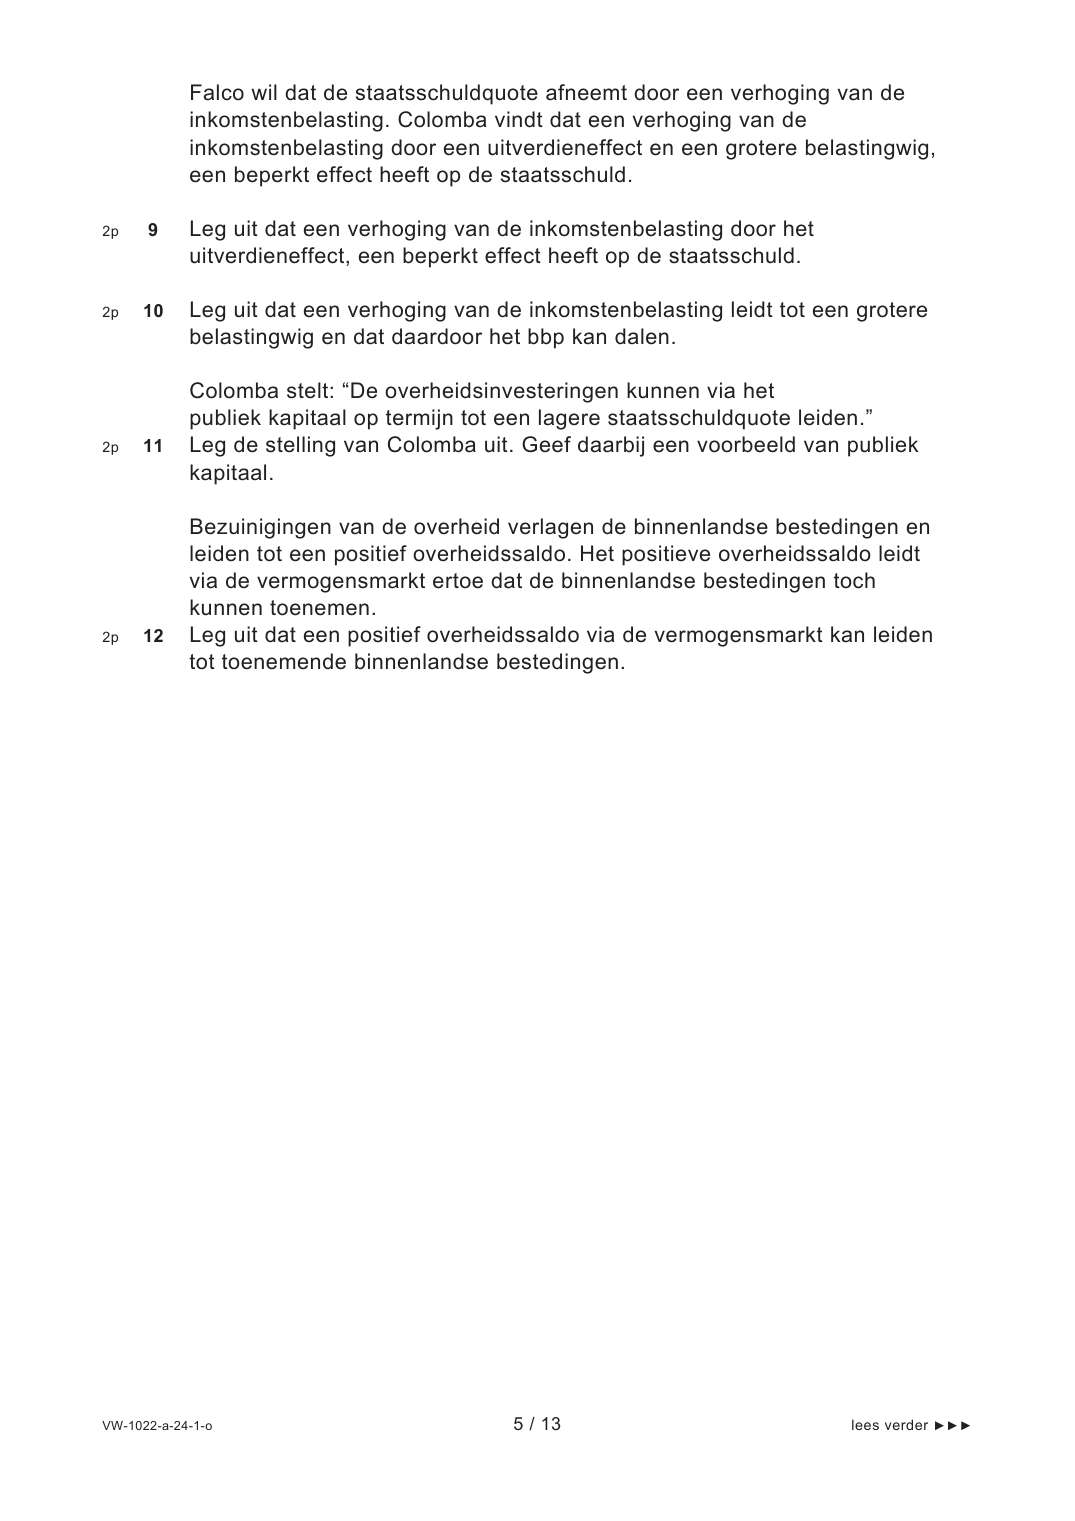 Falco wil dat de staatsschuldquote afneemt door een verhoging van de
inkomstenbelasting. Colomba vindt dat een verhoging van de
inkomstenbelasting door een uitverdieneffect en een grotere belastingwig,
een beperkt effect heeft op de staatsschuld.
2p 9 Leg uit dat een verhoging van de inkomstenbelasting door het
uitverdieneffect, een beperkt effect heeft op de staatsschuld.
2p 10 Leg uit dat een verhoging van de inkomstenbelasting leidt tot een grotere
belastingwig en dat daardoor het bbp kan dalen.
Colomba stelt: “De overheidsinvesteringen kunnen via het
publiek kapitaal op termijn tot een lagere staatsschuldquote leiden.”
2p 11 Leg de stelling van Colomba uit. Geef daarbij een voorbeeld van publiek
kapitaal.
Bezuinigingen van de overheid verlagen de binnenlandse bestedingen en
leiden tot een positief overheidssaldo. Het positieve overheidssaldo leidt
via de vermogensmarkt ertoe dat de binnenlandse bestedingen toch
kunnen toenemen.
2p 12 Leg uit dat een positief overheidssaldo via de vermogensmarkt kan leiden
tot toenemende binnenlandse bestedingen.
VW-1022-a-24-1-o 5 / 13 lees verder ►►►